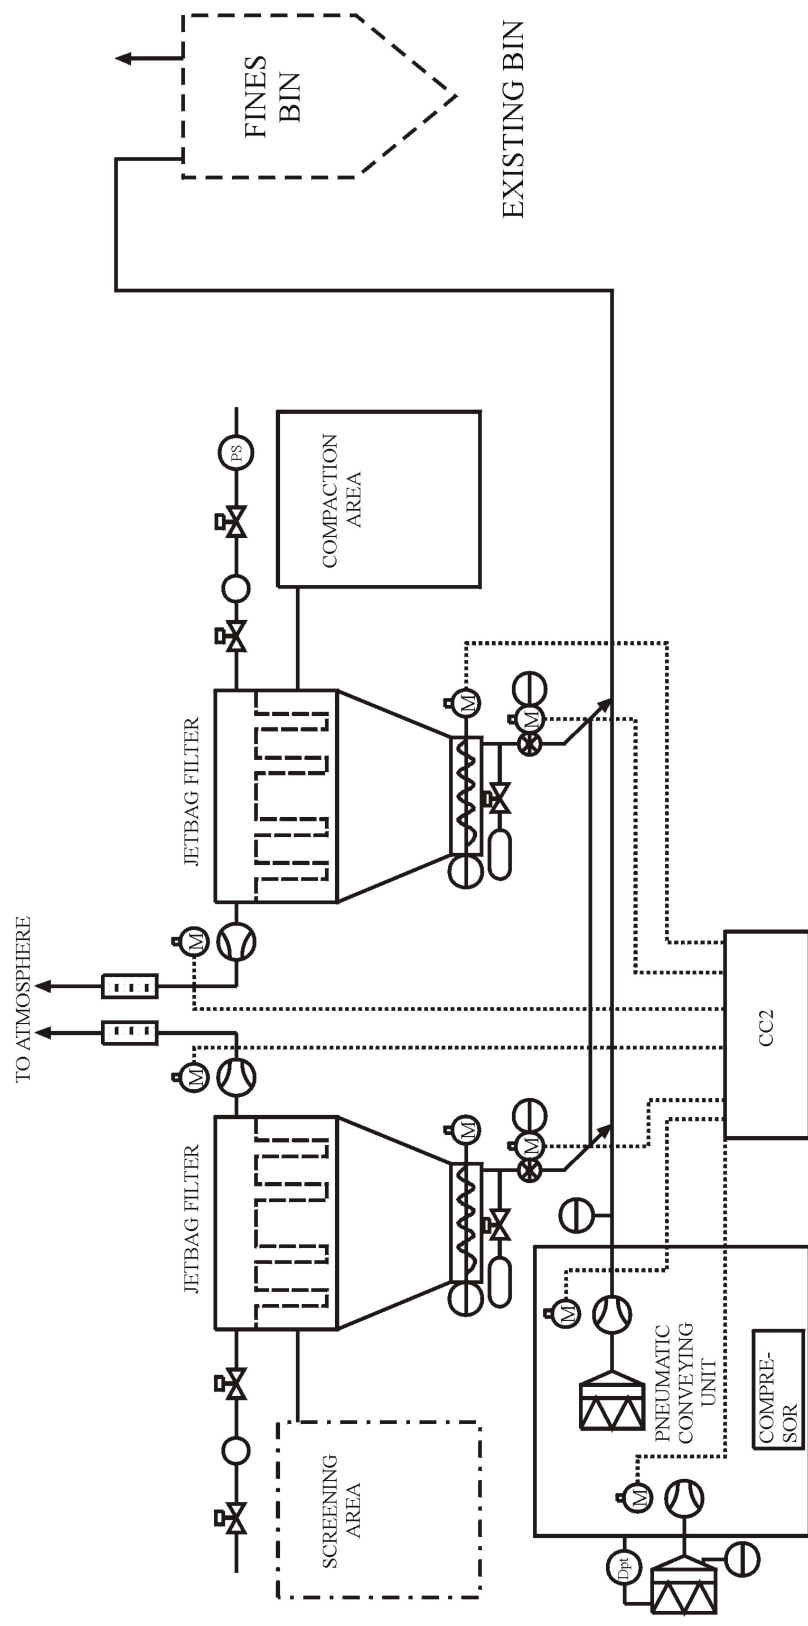 TO ATMOSPHERE
JETBAG FILTER
JETBAG FILTER
SCREENING
AREA
COMPACTION
AREA
FINES
BIN
EXISTING BIN
PS
M
M
M
M
M
M
M
M
Dpt
PNEUMATIC
CONVEYING
UNIT
COMPRE-
SOR
CC2